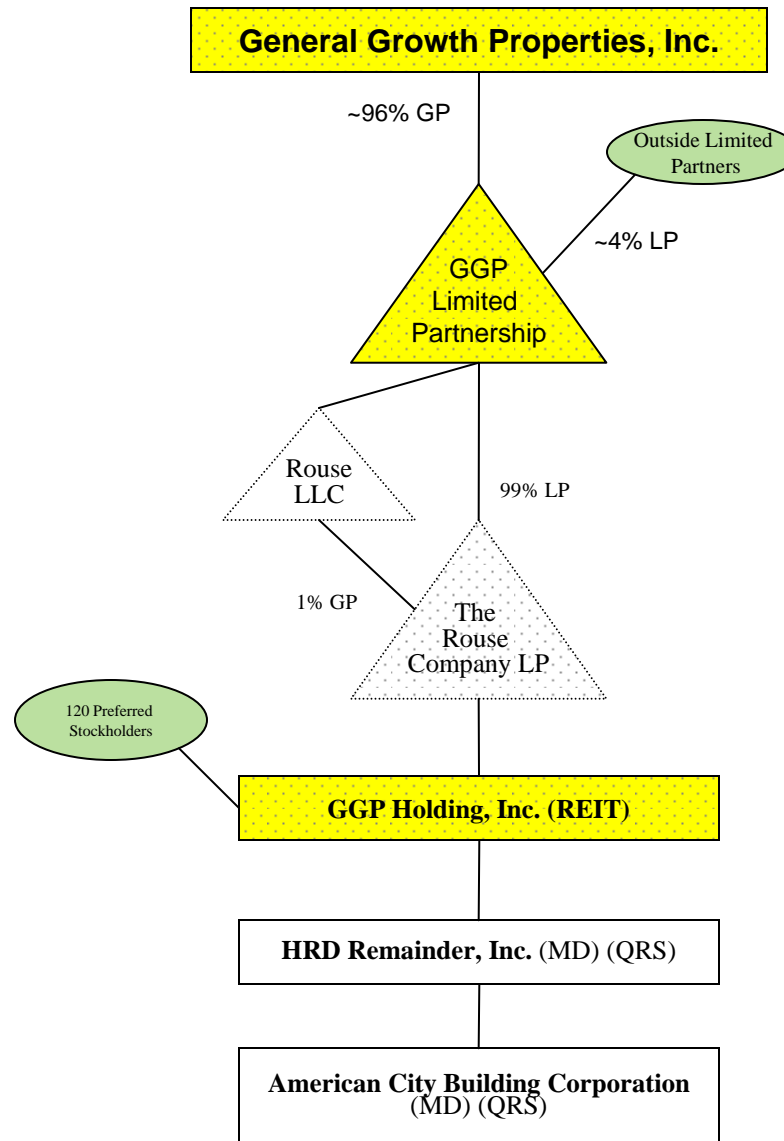 General Growth Properties, Inc.
~96% GP
Outside Limited
Partners
~4% LP
GGP
Limited
Partnership
Rouse
LLC
99% LP
1% GP
The
Rouse
Company LP
120 Preferred
Stockholders
GGP Holding, Inc. (REIT)
HRD Remainder, Inc. (MD) (QRS)
American City Building Corporation
(MD) (QRS)